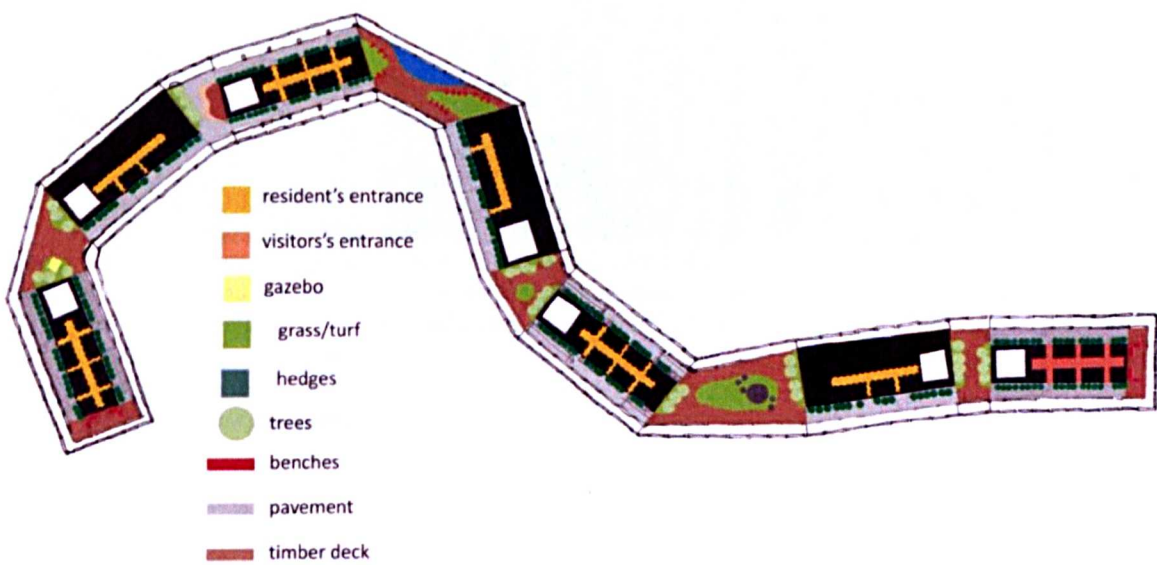 resident's entrance
visitors's entrance
gazebo
grass/turf
hedges
trees
benches
pavement
timber deck